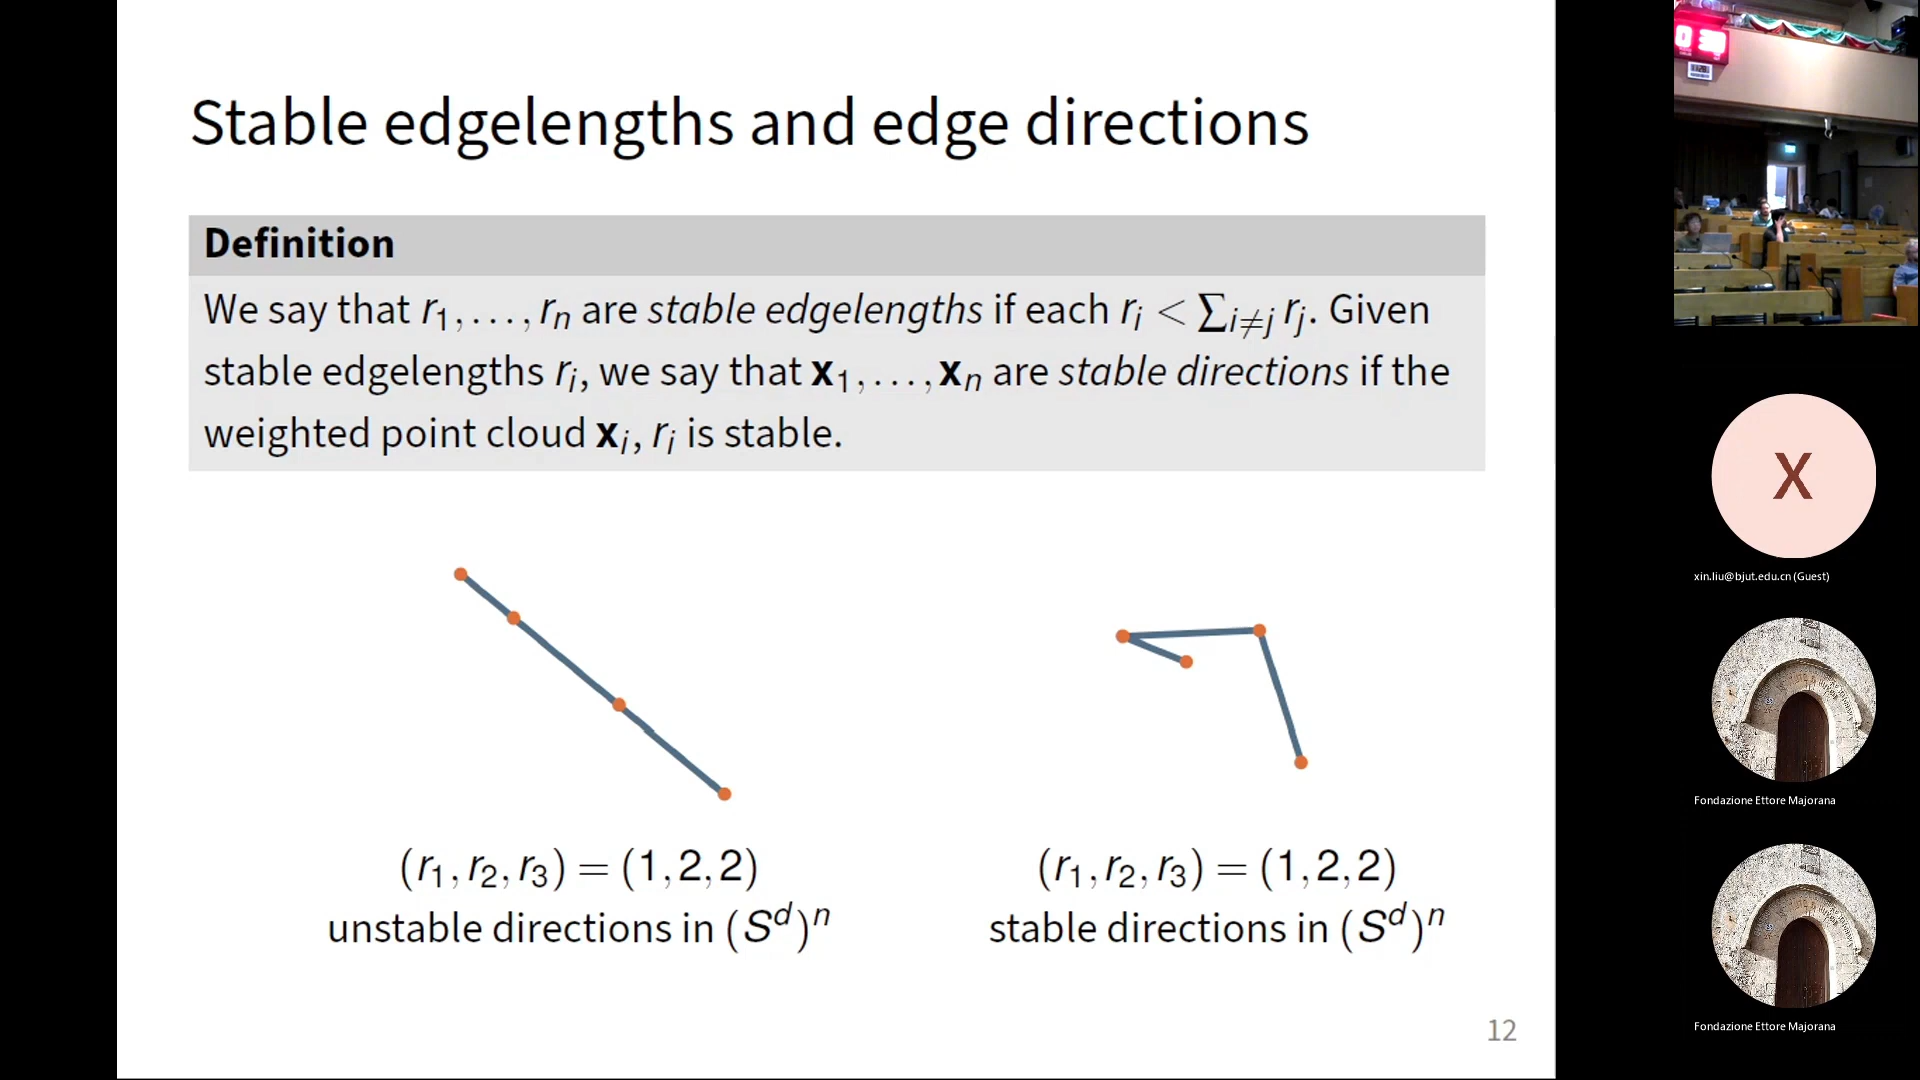 Stable edgelengths and edge directions
Definition
We say that r₁, . . . , rₙ are stable edgelengths if each rᵢ < ∑ᵢ≠ⱼ rⱼ. Given
stable edgelengths rᵢ, we say that x₁, . . . , xₙ are stable directions if the
weighted point cloud xᵢ, rᵢ is stable.
(r₁, r₂, r₃) = (1, 2, 2)
unstable directions in (Sᵈ)ⁿ
(r₁, r₂, r₃) = (1, 2, 2)
stable directions in (Sᵈ)ⁿ
12
X
xin.liu@bjut.edu.cn (Guest)
Fondazione Ettore Majorana
Fondazione Ettore Majorana